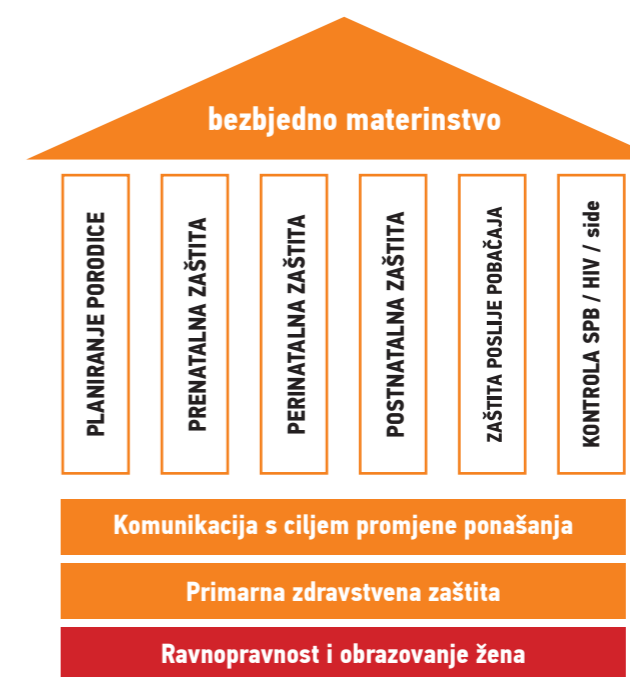 bezbjedno materinstvo
PLANIRANJE PORODICE
PRENATALNA ZAŠTITA
PERINATALNA ZAŠTITA
POSTNATALNA ZAŠTITA
ZAŠTITA POSLIJE POBAČAJA
KONTROLA SPB / HIV / side
Komunikacija s ciljem promjene ponašanja
Primarna zdravstvena zaštita
Ravnopravnost i obrazovanje žena